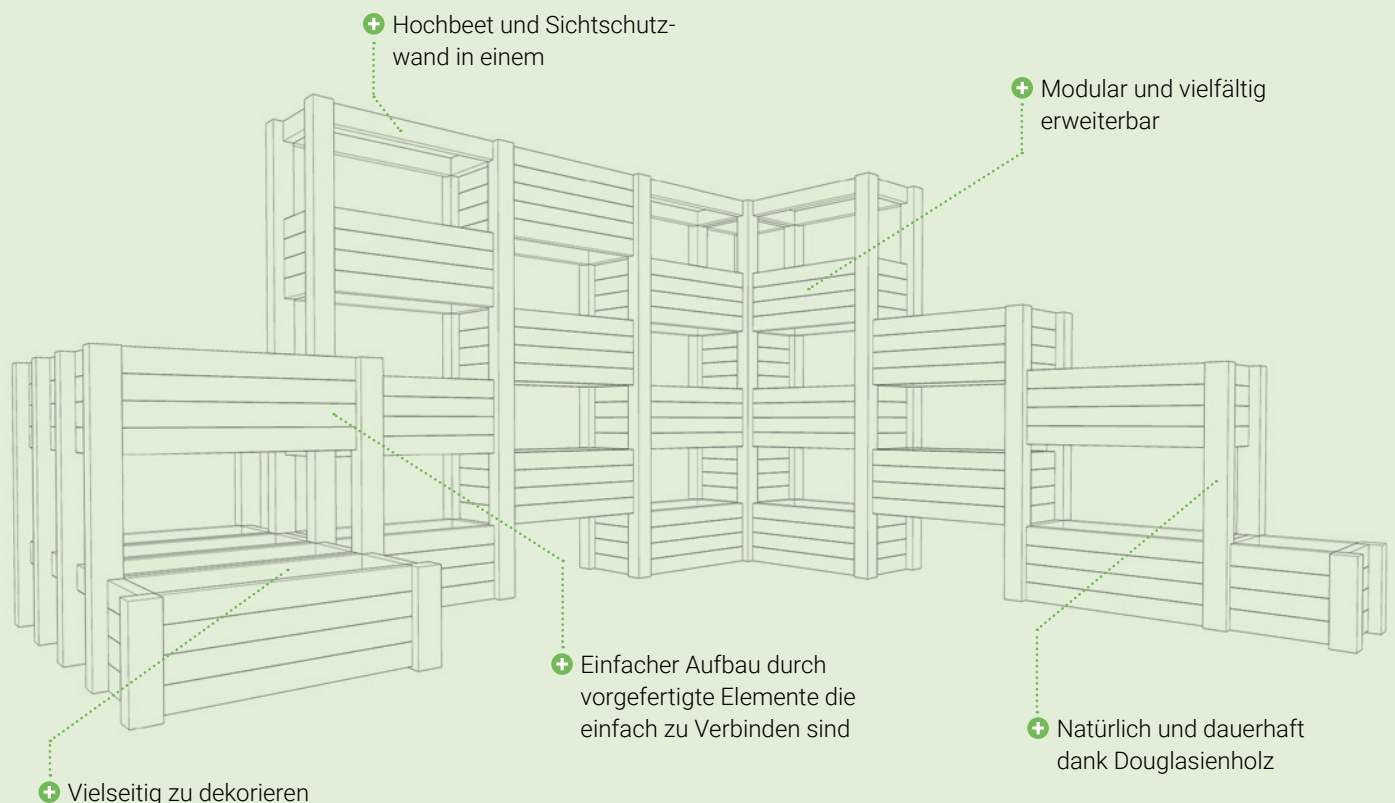 Hochbeet und Sichtschutz-
wand in einem
Modular und vielfältig
erweiterbar
Einfacher Aufbau durch
vorgefertigte Elemente die
einfach zu Verbinden sind
Natürlich und dauerhaft
dank Douglasienholz
Vielseitig zu dekorieren